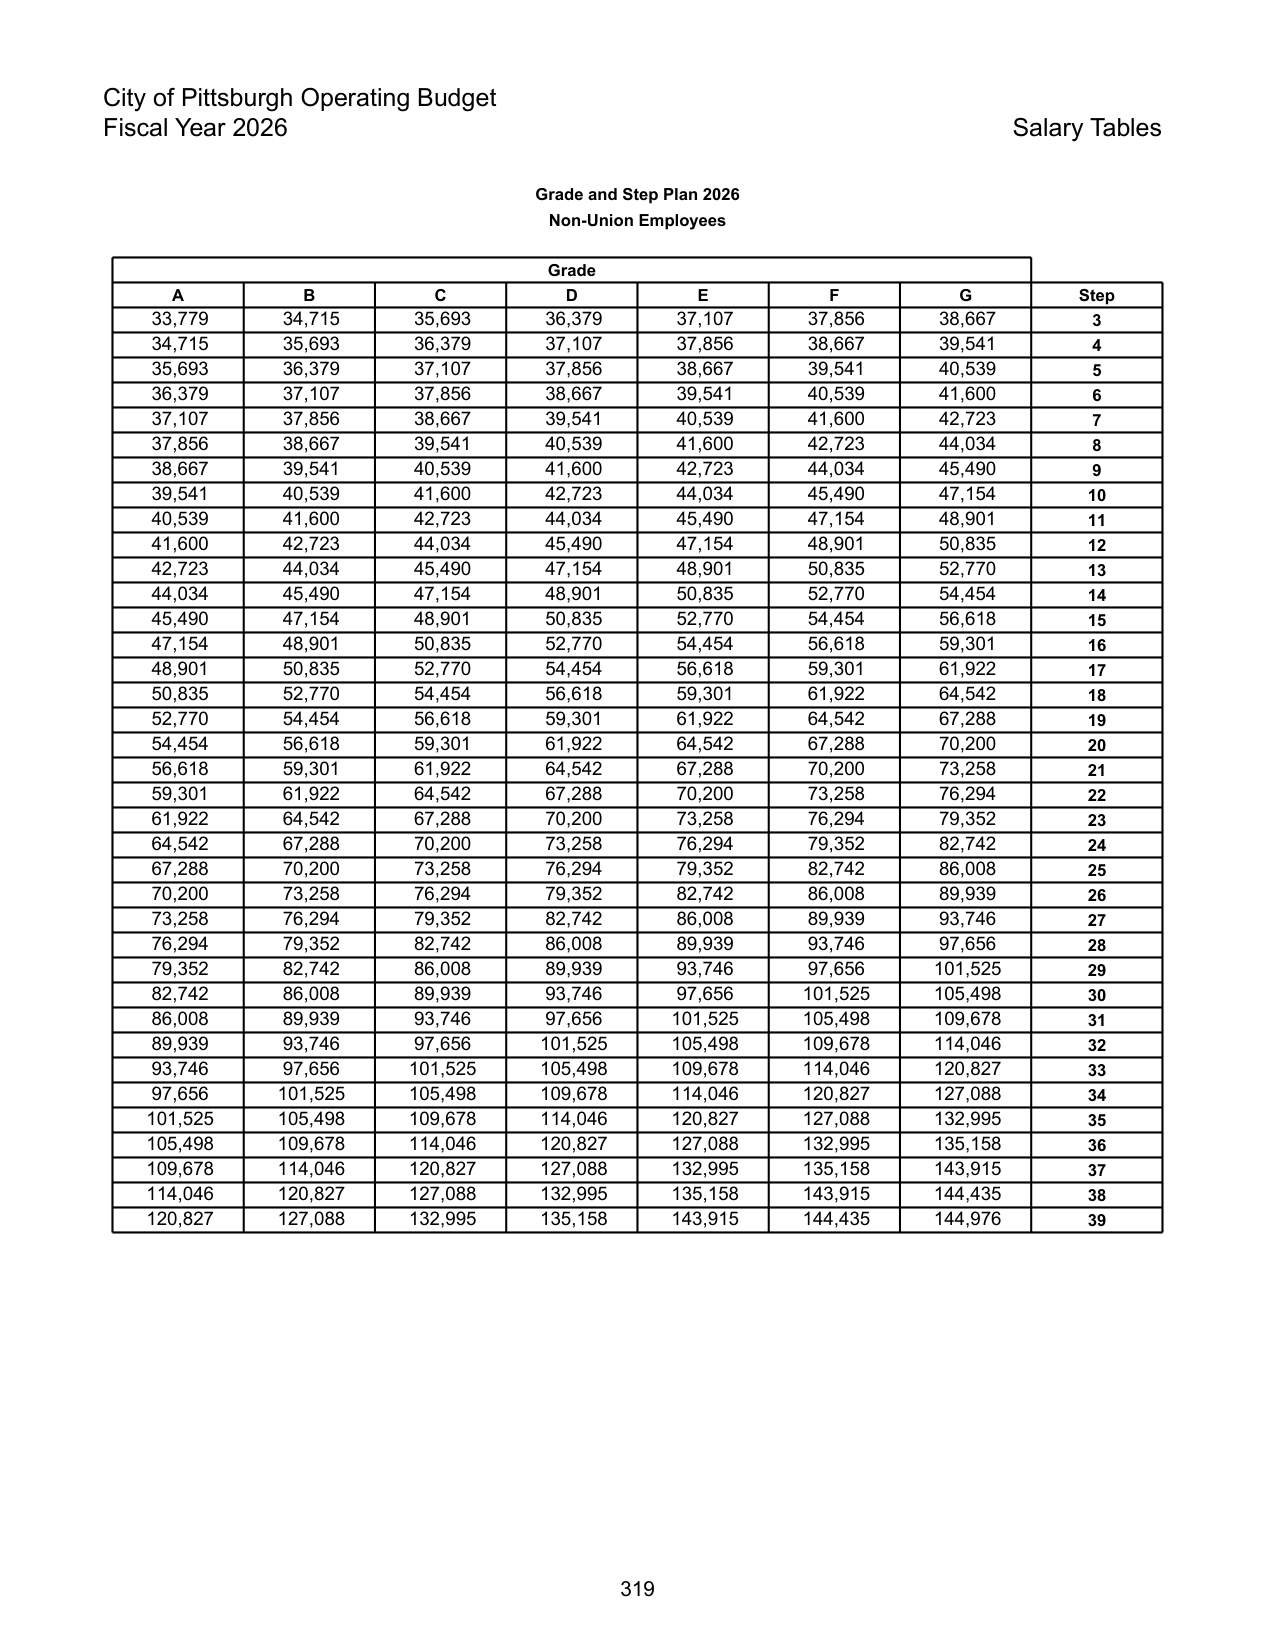 City of Pittsburgh Operating Budget
Fiscal Year 2026 Salary Tables
Grade and Step Plan 2026
Non-Union Employees
Grade
A B C D E F G Step
33,779 34,715 35,693 36,379 37,107 37,856 38,667 3
34,715 35,693 36,379 37,107 37,856 38,667 39,541 4
35,693 36,379 37,107 37,856 38,667 39,541 40,539 5
36,379 37,107 37,856 38,667 39,541 40,539 41,600 6
37,107 37,856 38,667 39,541 40,539 41,600 42,723 7
37,856 38,667 39,541 40,539 41,600 42,723 44,034 8
38,667 39,541 40,539 41,600 42,723 44,034 45,490 9
39,541 40,539 41,600 42,723 44,034 45,490 47,154 10
40,539 41,600 42,723 44,034 45,490 47,154 48,901 11
41,600 42,723 44,034 45,490 47,154 48,901 50,835 12
42,723 44,034 45,490 47,154 48,901 50,835 52,770 13
44,034 45,490 47,154 48,901 50,835 52,770 54,454 14
45,490 47,154 48,901 50,835 52,770 54,454 56,618 15
47,154 48,901 50,835 52,770 54,454 56,618 59,301 16
48,901 50,835 52,770 54,454 56,618 59,301 61,922 17
50,835 52,770 54,454 56,618 59,301 61,922 64,542 18
52,770 54,454 56,618 59,301 61,922 64,542 67,288 19
54,454 56,618 59,301 61,922 64,542 67,288 70,200 20
56,618 59,301 61,922 64,542 67,288 70,200 73,258 21
59,301 61,922 64,542 67,288 70,200 73,258 76,294 22
61,922 64,542 67,288 70,200 73,258 76,294 79,352 23
64,542 67,288 70,200 73,258 76,294 79,352 82,742 24
67,288 70,200 73,258 76,294 79,352 82,742 86,008 25
70,200 73,258 76,294 79,352 82,742 86,008 89,939 26
73,258 76,294 79,352 82,742 86,008 89,939 93,746 27
76,294 79,352 82,742 86,008 89,939 93,746 97,656 28
79,352 82,742 86,008 89,939 93,746 97,656 101,525 29
82,742 86,008 89,939 93,746 97,656 101,525 105,498 30
86,008 89,939 93,746 97,656 101,525 105,498 109,678 31
89,939 93,746 97,656 101,525 105,498 109,678 114,046 32
93,746 97,656 101,525 105,498 109,678 114,046 120,827 33
97,656 101,525 105,498 109,678 114,046 120,827 127,088 34
101,525 105,498 109,678 114,046 120,827 127,088 132,995 35
105,498 109,678 114,046 120,827 127,088 132,995 135,158 36
109,678 114,046 120,827 127,088 132,995 135,158 143,915 37
114,046 120,827 127,088 132,995 135,158 143,915 144,435 38
120,827 127,088 132,995 135,158 143,915 144,435 144,976 39
319